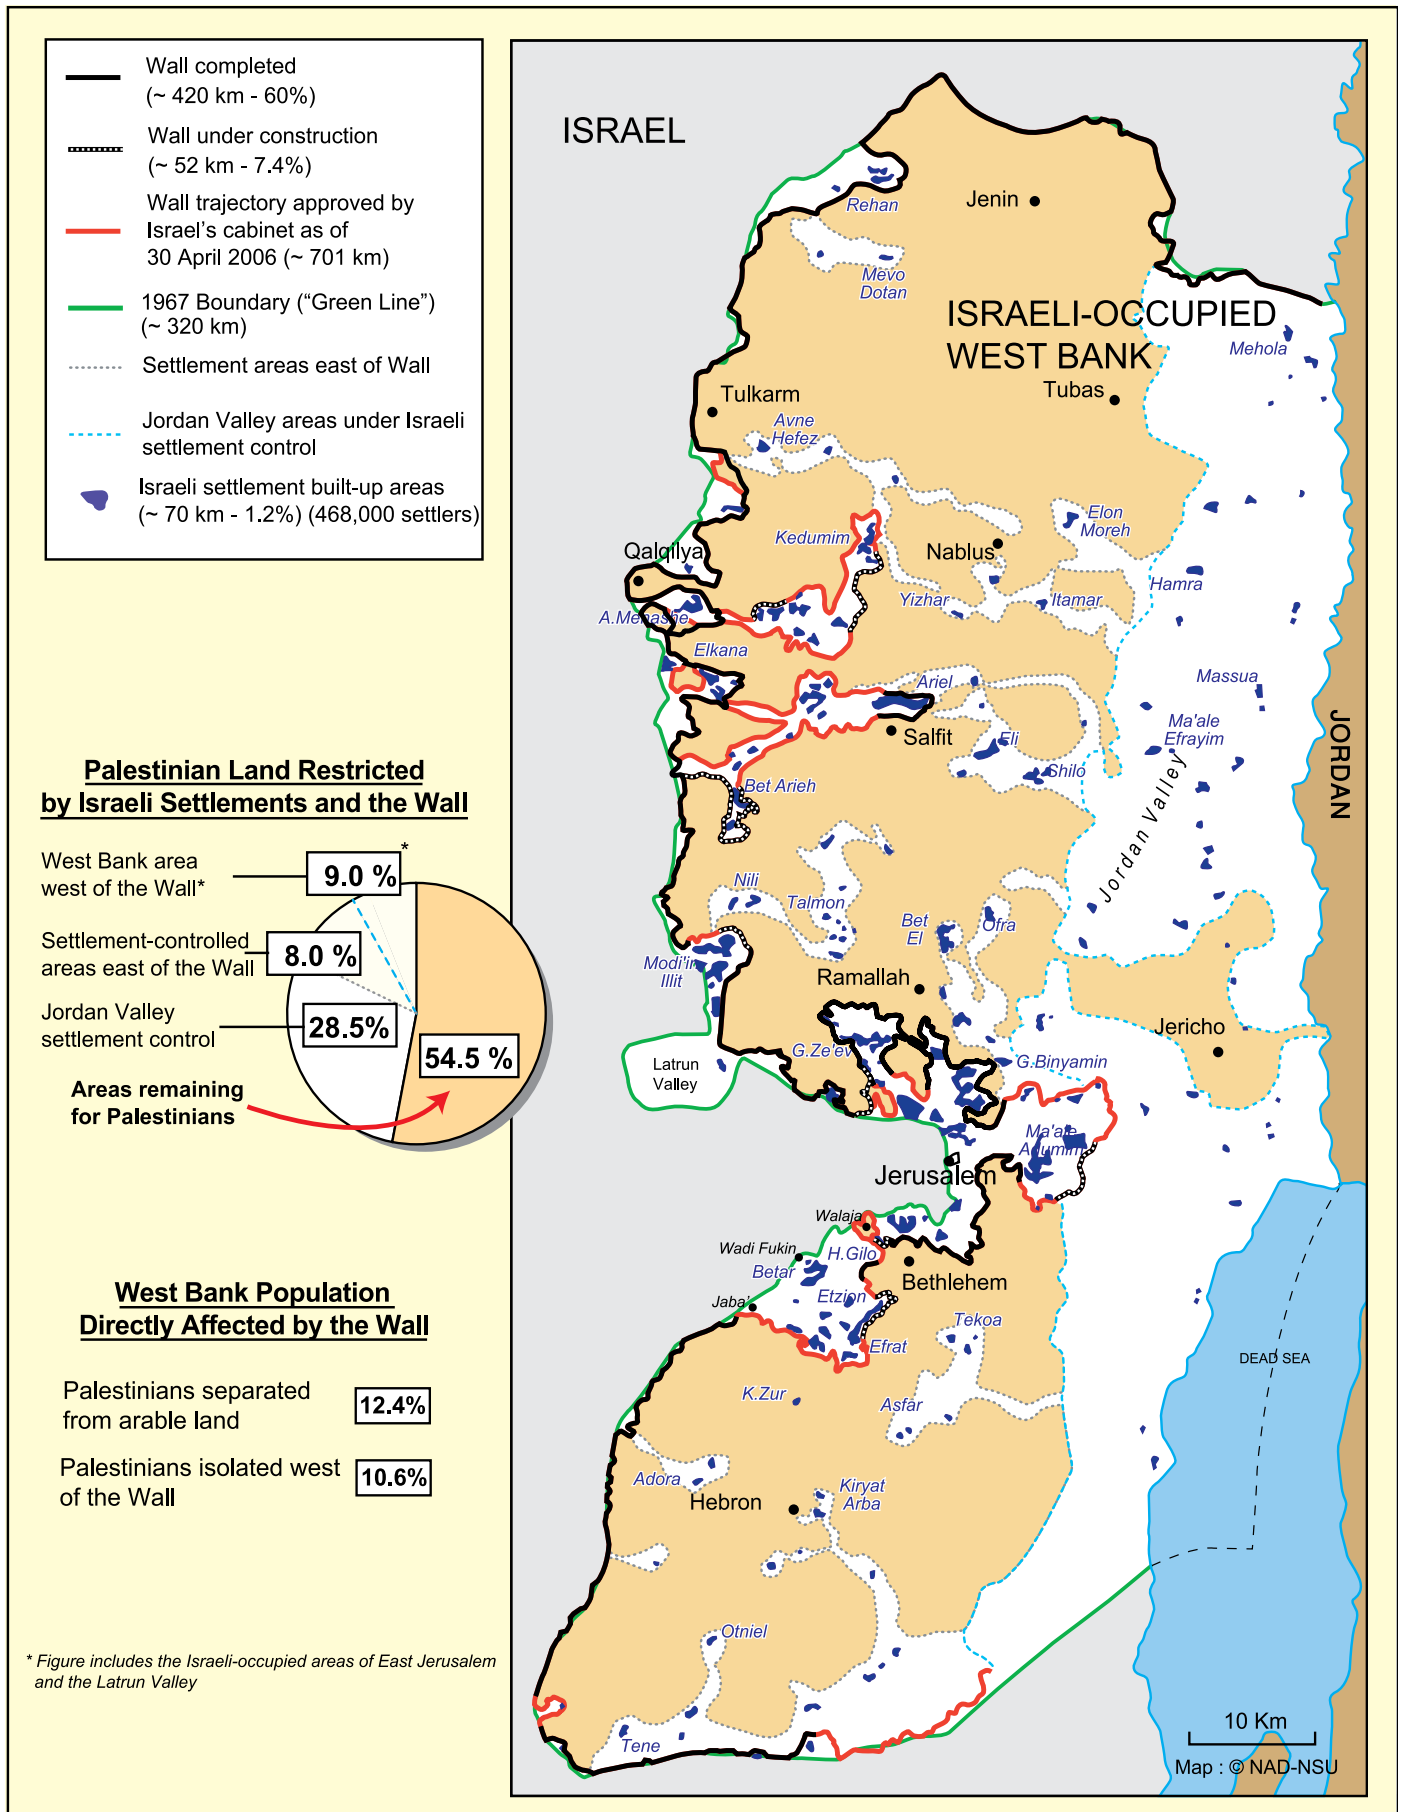 Wall completed
(~ 420 km - 60%)
Wall under construction
(~ 52 km - 7.4%)
Wall trajectory approved by
Israel's cabinet as of
30 April 2006 (~ 701 km)
1967 Boundary (“Green Line”)
(~ 320 km)
Settlement areas east of Wall
Jordan Valley areas under Israeli
settlement control
Israeli settlement built-up areas
(~ 70 km - 1.2%) (468,000 settlers)
Palestinian Land Restricted
by Israeli Settlements and the Wall
West Bank area
west of the Wall*
9.0 %
*
Settlement-controlled
areas east of the Wall
8.0 %
Jordan Valley
settlement control
28.5%
54.5 %
Areas remaining
for Palestinians
West Bank Population
Directly Affected by the Wall
Palestinians separated
from arable land
12.4%
Palestinians isolated west
of the Wall
10.6%
* Figure includes the Israeli-occupied areas of East Jerusalem
and the Latrun Valley
ISRAEL
Rehan
Jenin
Mevo
Dotan
ISRAELI-OCCUPIED
WEST BANK
Mehola
Tulkarm
Tubas
Avne
Hefez
Elon
Moreh
Kedumim
Qalqilya
Nablus
Hamra
A.Menashe
Yizhar
Itamar
Elkana
Ariel
Massua
Salfit
Eli
Ma'ale
Efrayim
JORDAN
Shilo
Bet Arieh
Jordan Valley
Nili
Talmon
Bet
El
Ofra
Modi'in
Illit
Ramallah
Jericho
G.Ze'ev
Latrun
Valley
G.Binyamin
Ma'ale
Adumim
Jerusalem
Walaja
Wadi Fukin
H.Gilo
Betar
Bethlehem
Jaba'
Etzion
Tekoa
Efrat
DEAD SEA
K.Zur
Asfar
Adora
Kiryat
Arba
Hebron
Otniel
Tene
10 Km
Map : © NAD-NSU